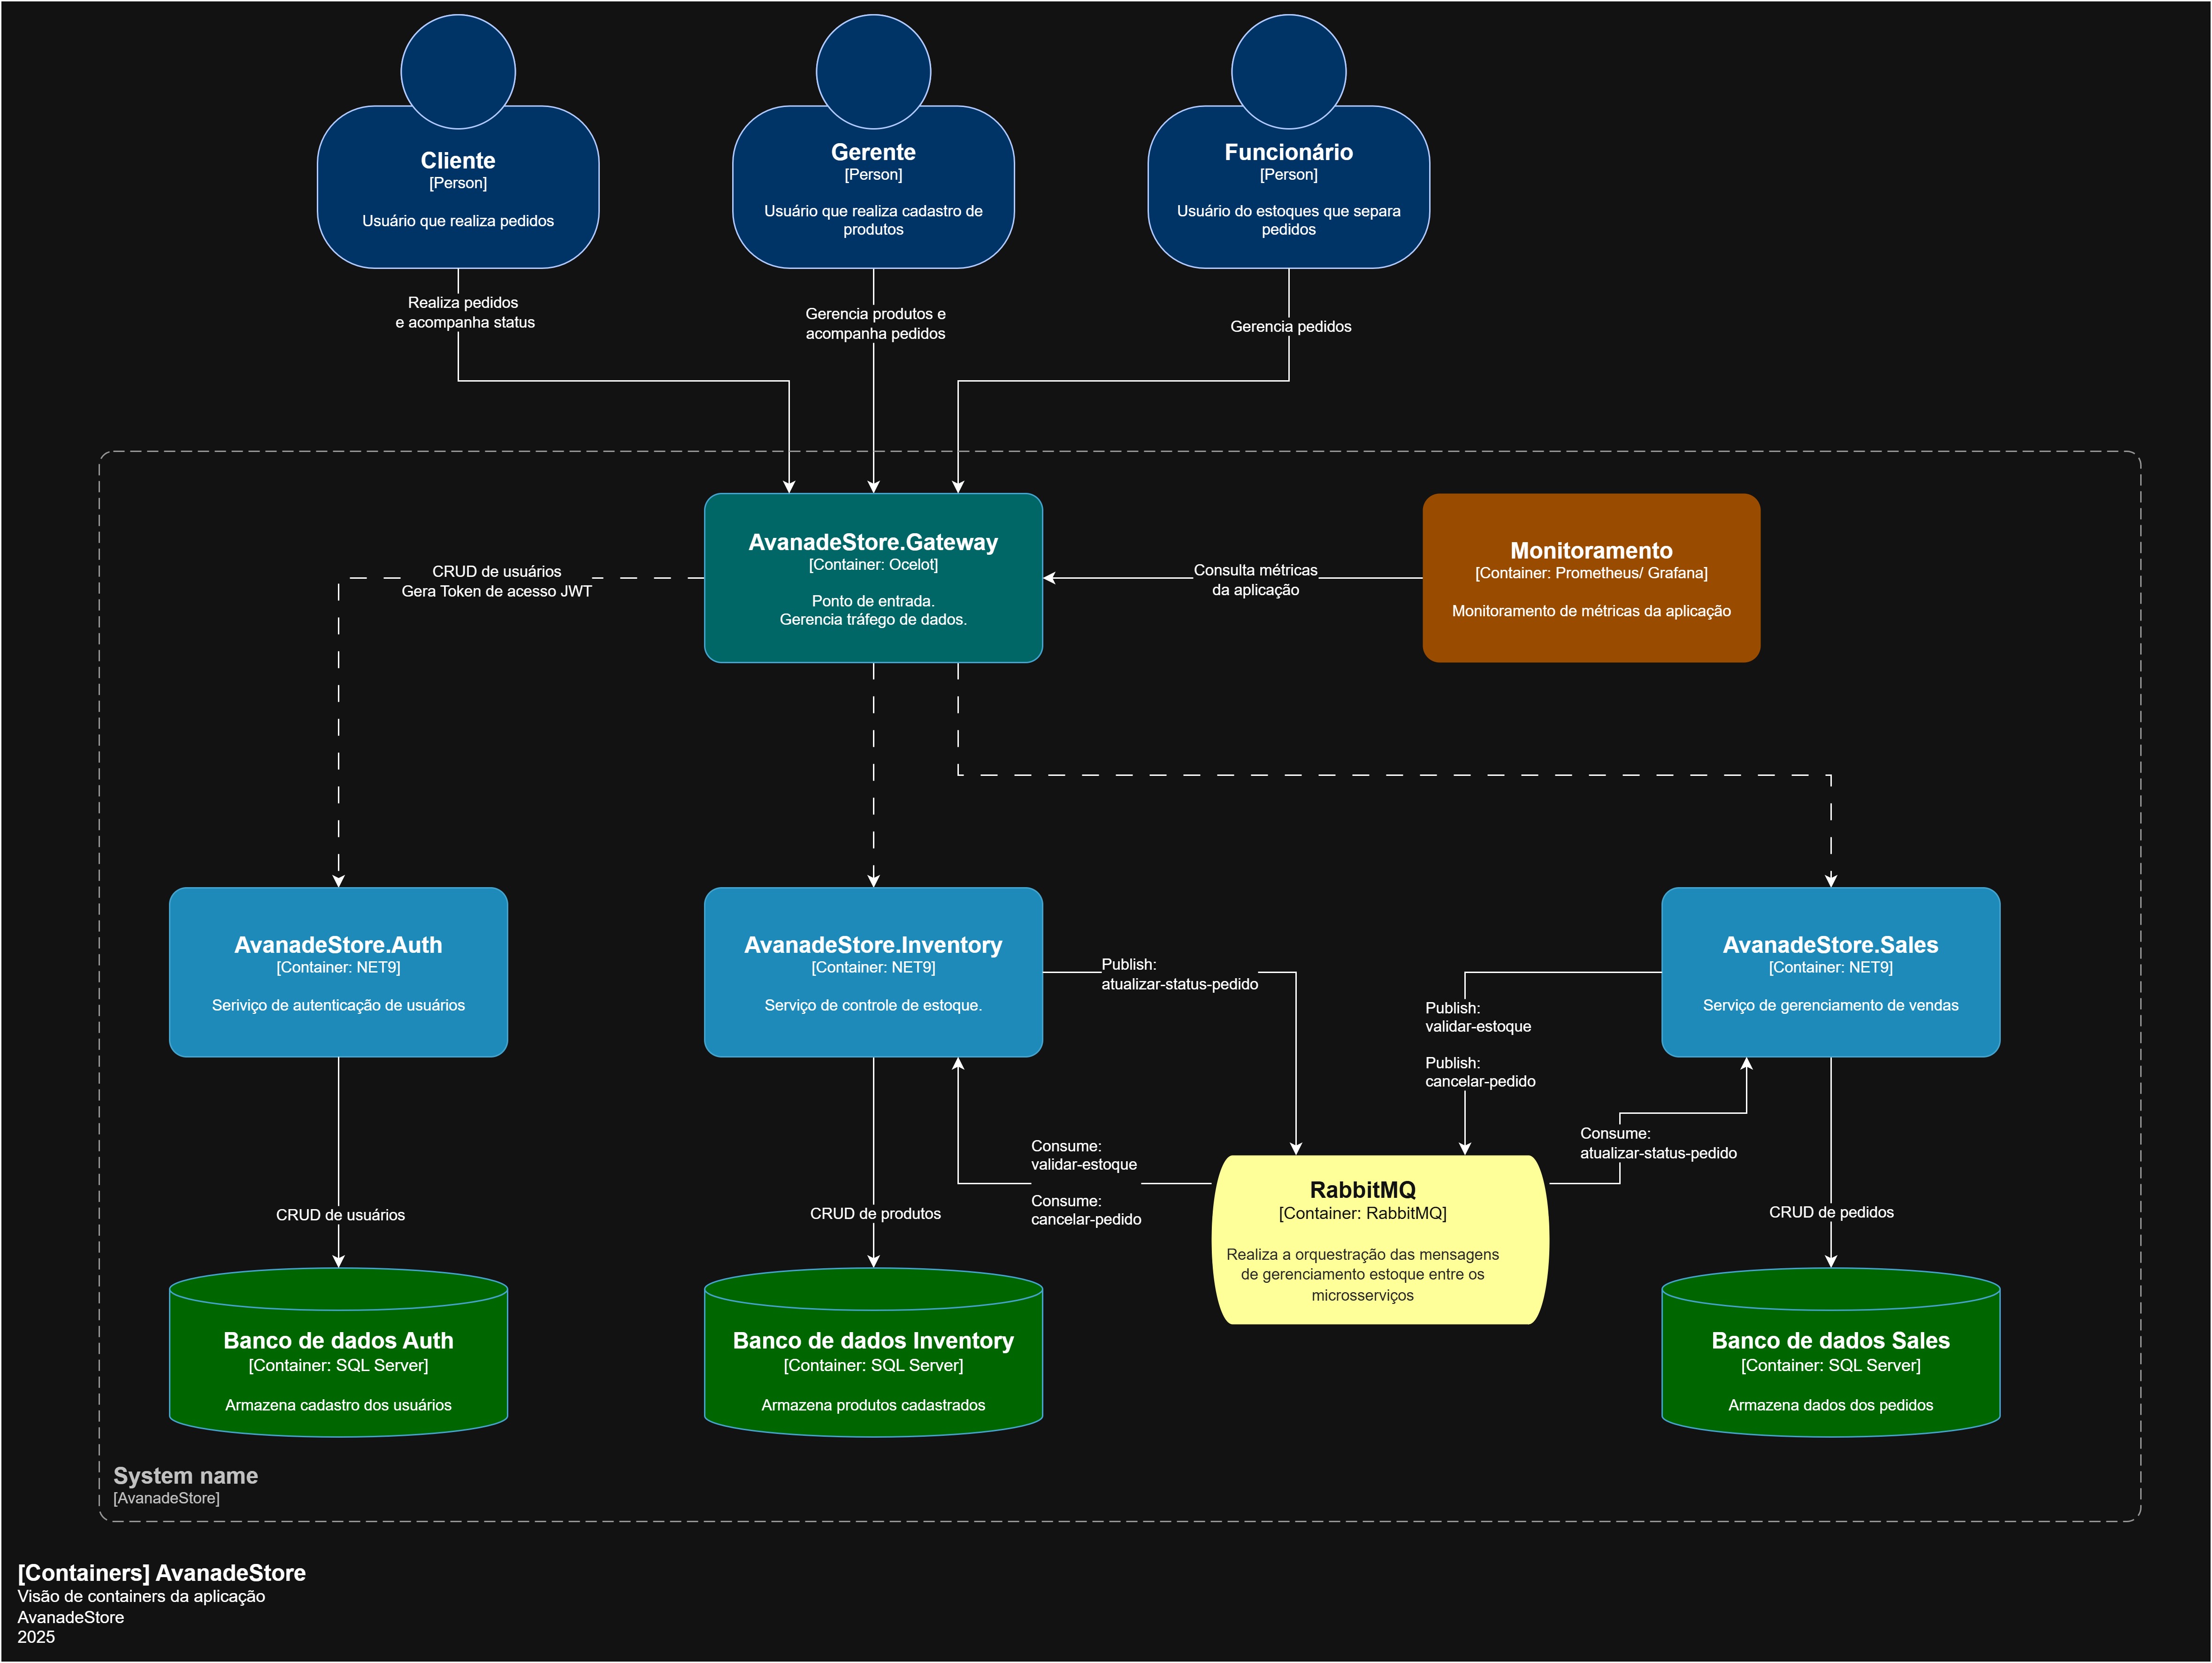 Cliente
[Person]
Usuário que realiza pedidos
Gerente
[Person]
Usuário que realiza cadastro de
produtos
Funcionário
[Person]
Usuário do estoques que separa
pedidos
Realiza pedidos
e acompanha status
Gerencia produtos e
acompanha pedidos
Gerencia pedidos
AvanadeStore.Gateway
[Container: Ocelot]
Ponto de entrada.
Gerencia tráfego de dados.
Consulta métricas
da aplicação
Monitoramento
[Container: Prometheus/ Grafana]
Monitoramento de métricas da aplicação
CRUD de usuários
Gera Token de acesso JWT
AvanadeStore.Auth
[Container: NET9]
Seriviço de autenticação de usuários
AvanadeStore.Inventory
[Container: NET9]
Serviço de controle de estoque.
Publish:
atualizar-status-pedido
Publish:
validar-estoque
Publish:
cancelar-pedido
AvanadeStore.Sales
[Container: NET9]
Serviço de gerenciamento de vendas
Consume:
validar-estoque
Consume:
cancelar-pedido
Consume:
atualizar-status-pedido
RabbitMQ
[Container: RabbitMQ]
Realiza a orquestração das mensagens
de gerenciamento estoque entre os
microsserviços
CRUD de usuários
CRUD de produtos
CRUD de pedidos
Banco de dados Auth
[Container: SQL Server]
Armazena cadastro dos usuários
Banco de dados Inventory
[Container: SQL Server]
Armazena produtos cadastrados
Banco de dados Sales
[Container: SQL Server]
Armazena dados dos pedidos
System name
[AvanadeStore]
[Containers] AvanadeStore
Visão de containers da aplicação
AvanadeStore
2025